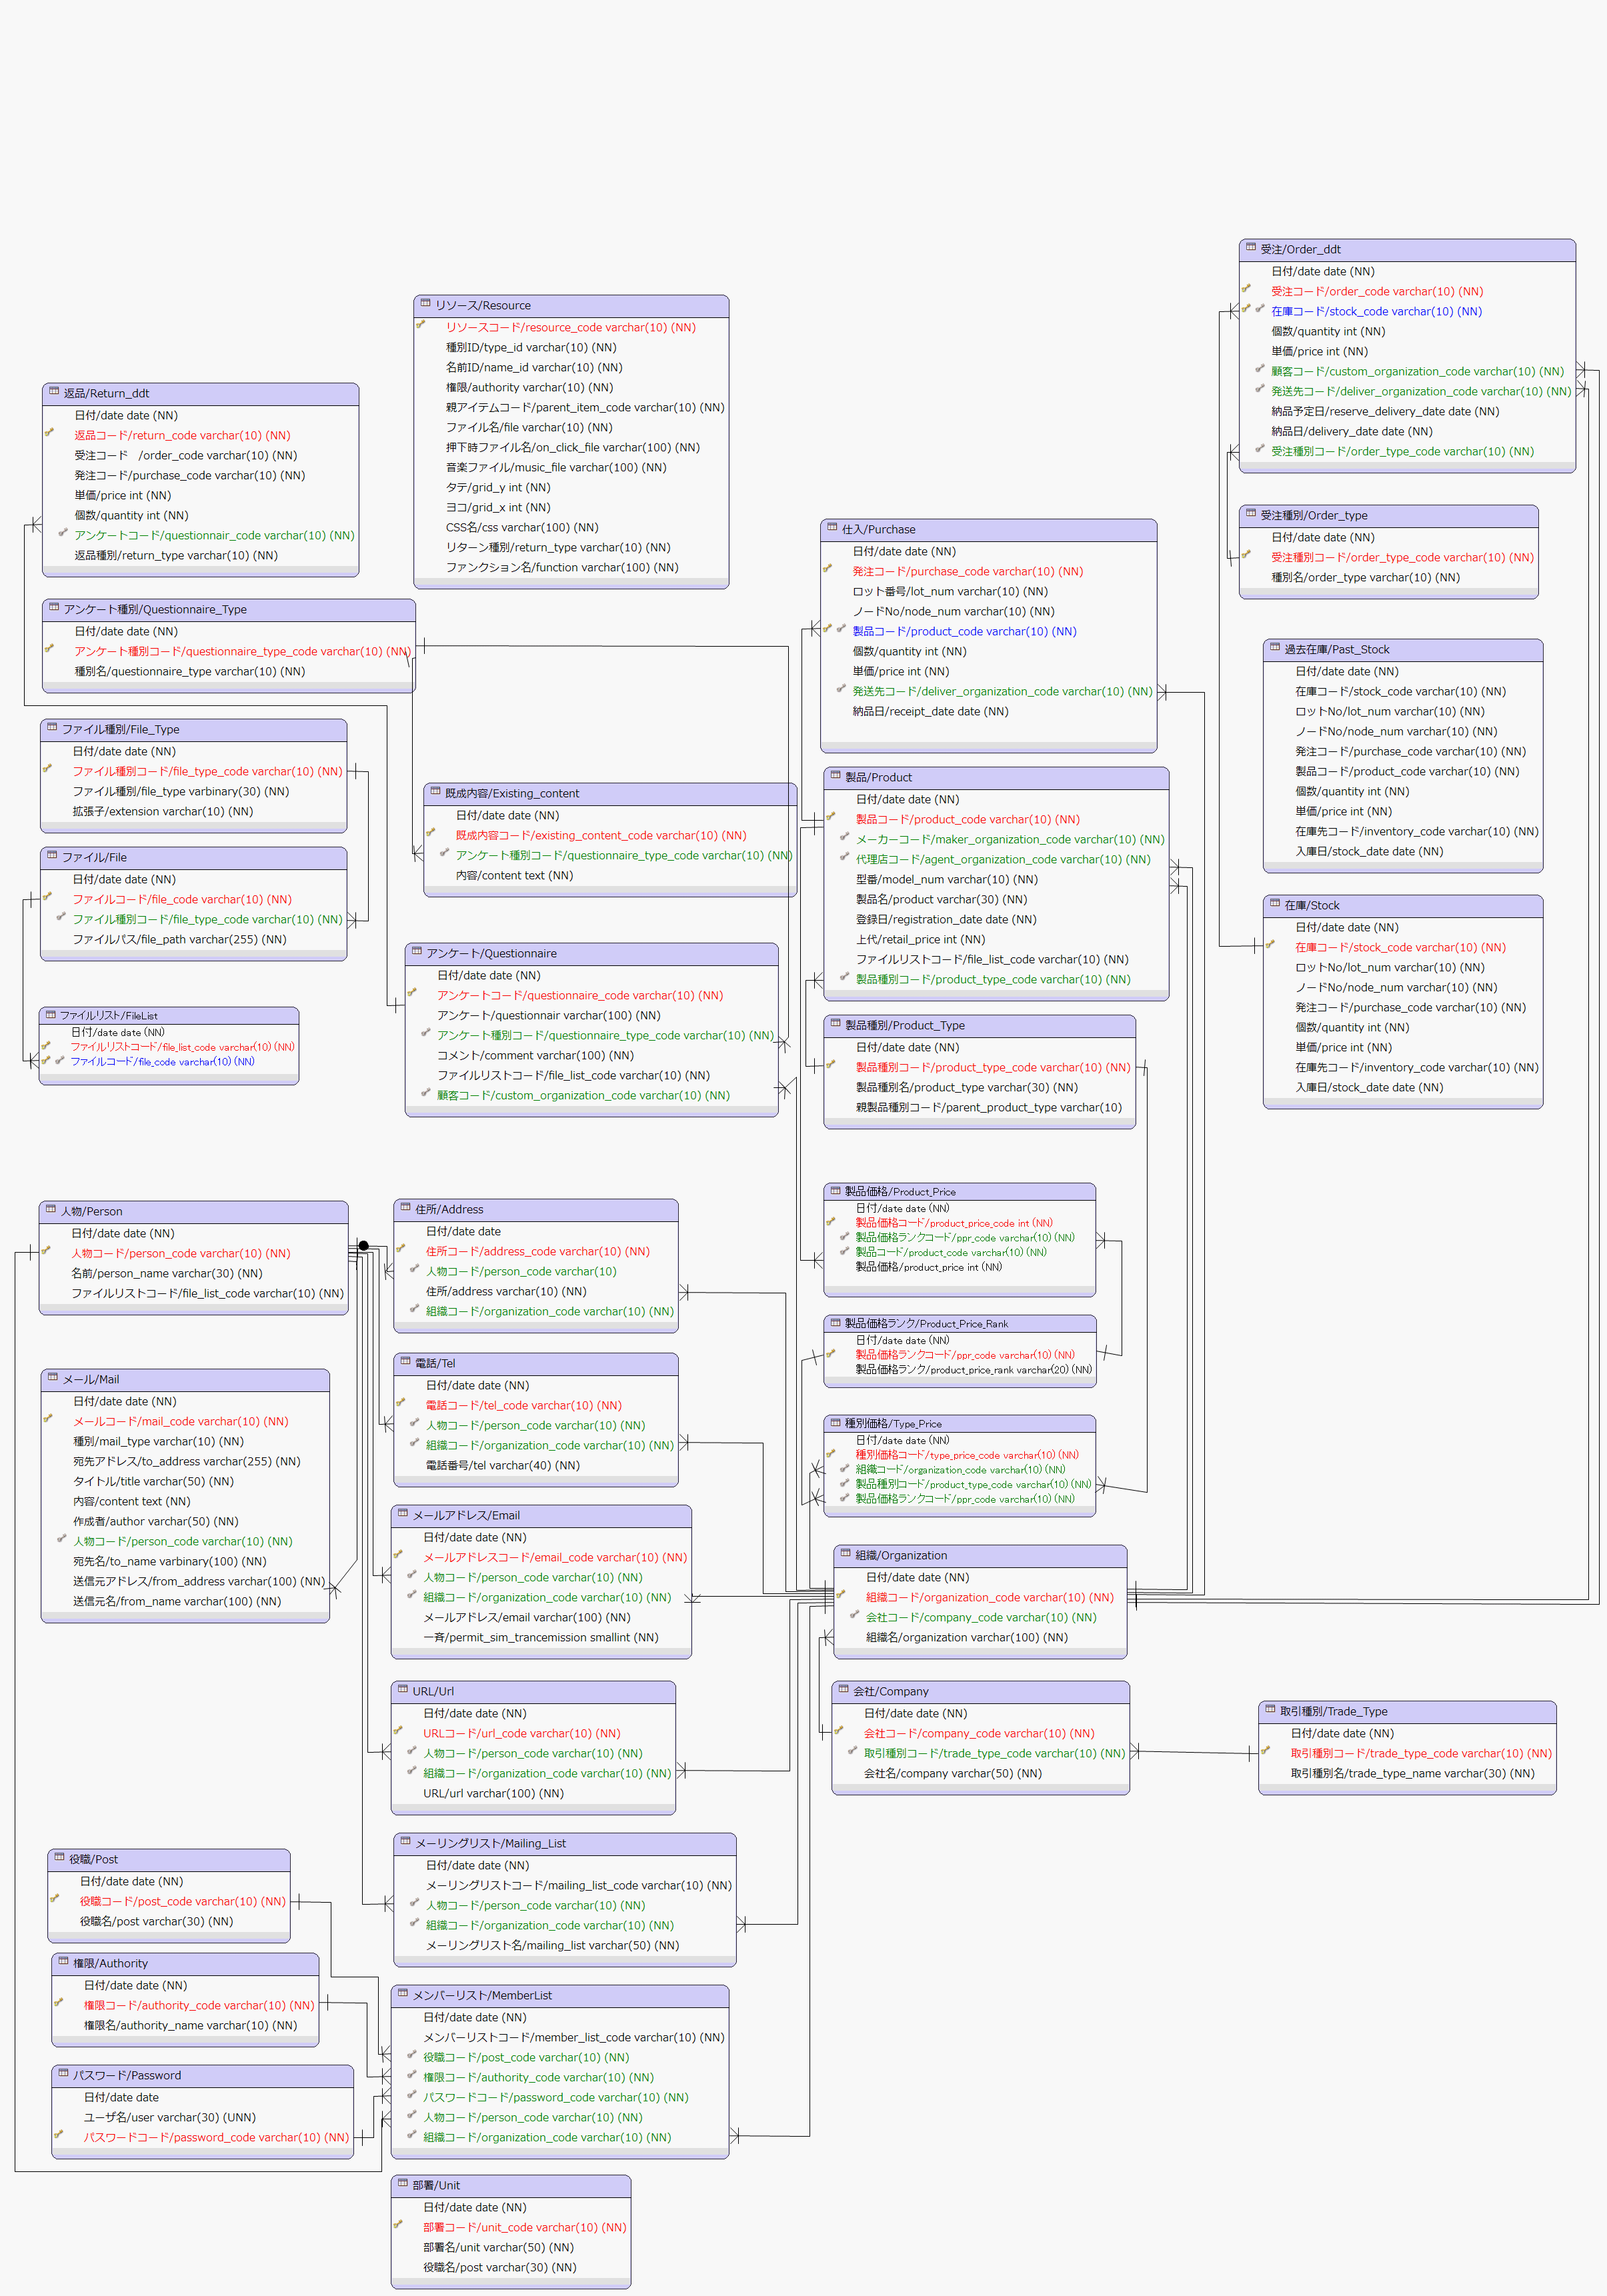 返品/Return_ddt
日付/date date (NN)
返品コード/return_code varchar(10) (NN)
受注コード　/order_code varchar(10) (NN)
発注コード/purchase_code varchar(10) (NN)
単価/price int (NN)
個数/quantity int (NN)
アンケートコード/questionnair_code varchar(10) (NN)
返品種別/return_type varchar(10) (NN)
アンケート種別/Questionnaire_Type
日付/date date (NN)
アンケート種別コード/questionnaire_type_code varchar(10) (NN)
種別名/questionnaire_type varchar(10) (NN)
ファイル種別/File_Type
日付/date date (NN)
ファイル種別コード/file_type_code varchar(10) (NN)
ファイル種別/file_type varbinary(30) (NN)
拡張子/extension varchar(10) (NN)
ファイル/File
日付/date date (NN)
ファイルコード/file_code varchar(10) (NN)
ファイル種別コード/file_type_code varchar(10) (NN)
ファイルパス/file_path varchar(255) (NN)
ファイルリスト/FileList
日付/date date (NN)
ファイルリストコード/file_list_code varchar(10) (NN)
ファイルコード/file_code varchar(10) (NN)
人物/Person
日付/date date (NN)
人物コード/person_code varchar(10) (NN)
名前/person_name varchar(30) (NN)
ファイルリストコード/file_list_code varchar(10) (NN)
メール/Mail
日付/date date (NN)
メールコード/mail_code varchar(10) (NN)
種別/mail_type varchar(10) (NN)
宛先アドレス/to_address varchar(255) (NN)
タイトル/title varchar(50) (NN)
内容/content text (NN)
作成者/author varchar(50) (NN)
人物コード/person_code varchar(10) (NN)
宛先名/to_name varbinary(100) (NN)
送信元アドレス/from_address varchar(100) (NN)
送信元名/from_name varchar(100) (NN)
役職/Post
日付/date date (NN)
役職コード/post_code varchar(10) (NN)
役職名/post varchar(30) (NN)
権限/Authority
日付/date date (NN)
権限コード/authority_code varchar(10) (NN)
権限名/authority_name varchar(10) (NN)
パスワード/Password
日付/date date
ユーザ名/user varchar(30) (UNN)
パスワードコード/password_code varchar(10) (NN)
リソース/Resource
リソースコード/resource_code varchar(10) (NN)
種別ID/type_id varchar(10) (NN)
名前ID/name_id varchar(10) (NN)
権限/authority varchar(10) (NN)
親アイテムコード/parent_item_code varchar(10) (NN)
ファイル名/file varchar(10) (NN)
押下時ファイル名/on_click_file varchar(100) (NN)
音楽ファイル/music_file varchar(100) (NN)
タテ/grid_y int (NN)
ヨコ/grid_x int (NN)
CSS名/css varchar(100) (NN)
リターン種別/return_type varchar(10) (NN)
ファンクション名/function varchar(100) (NN)
既成内容/Existing_content
日付/date date (NN)
既成内容コード/existing_content_code varchar(10) (NN)
アンケート種別コード/questionnaire_type_code varchar(10) (NN)
内容/content text (NN)
アンケート/Questionnaire
日付/date date (NN)
アンケートコード/questionnaire_code varchar(10) (NN)
アンケート/questionnair varchar(100) (NN)
アンケート種別コード/questionnaire_type_code varchar(10) (NN)
コメント/comment varchar(100) (NN)
ファイルリストコード/file_list_code varchar(10) (NN)
顧客コード/custom_organization_code varchar(10) (NN)
住所/Address
日付/date date
住所コード/address_code varchar(10) (NN)
人物コード/person_code varchar(10)
住所/address varchar(10) (NN)
組織コード/organization_code varchar(10) (NN)
電話/Tel
日付/date date (NN)
電話コード/tel_code varchar(10) (NN)
人物コード/person_code varchar(10) (NN)
組織コード/organization_code varchar(10) (NN)
電話番号/tel varchar(40) (NN)
メールアドレス/Email
日付/date date (NN)
メールアドレスコード/email_code varchar(10) (NN)
人物コード/person_code varchar(10) (NN)
組織コード/organization_code varchar(10) (NN)
メールアドレス/email varchar(100) (NN)
一斉/permit_sim_trancemission smallint (NN)
URL/Url
日付/date date (NN)
URLコード/url_code varchar(10) (NN)
人物コード/person_code varchar(10) (NN)
組織コード/organization_code varchar(10) (NN)
URL/url varchar(100) (NN)
メーリングリスト/Mailing_List
日付/date date (NN)
メーリングリストコード/mailing_list_code varchar(10) (NN)
人物コード/person_code varchar(10) (NN)
組織コード/organization_code varchar(10) (NN)
メーリングリスト名/mailing_list varchar(50) (NN)
メンバーリスト/MemberList
日付/date date (NN)
メンバーリストコード/member_list_code varchar(10) (NN)
役職コード/post_code varchar(10) (NN)
権限コード/authority_code varchar(10) (NN)
パスワードコード/password_code varchar(10) (NN)
人物コード/person_code varchar(10) (NN)
組織コード/organization_code varchar(10) (NN)
部署/Unit
日付/date date (NN)
部署コード/unit_code varchar(10) (NN)
部署名/unit varchar(50) (NN)
役職名/post varchar(30) (NN)
仕入/Purchase
日付/date date (NN)
発注コード/purchase_code varchar(10) (NN)
ロット番号/lot_num varchar(10) (NN)
ノードNo/node_num varchar(10) (NN)
製品コード/product_code varchar(10) (NN)
個数/quantity int (NN)
単価/price int (NN)
発送先コード/deliver_organization_code varchar(10) (NN)
納品日/receipt_date date (NN)
製品/Product
日付/date date (NN)
製品コード/product_code varchar(10) (NN)
メーカーコード/maker_organization_code varchar(10) (NN)
代理店コード/agent_organization_code varchar(10) (NN)
型番/model_num varchar(10) (NN)
製品名/product varchar(30) (NN)
登録日/registration_date date (NN)
上代/retail_price int (NN)
ファイルリストコード/file_list_code varchar(10) (NN)
製品種別コード/product_type_code varchar(10) (NN)
製品種別/Product_Type
日付/date date (NN)
製品種別コード/product_type_code varchar(10) (NN)
製品種別名/product_type varchar(30) (NN)
親製品種別コード/parent_product_type varchar(10)
製品価格/Product_Price
日付/date date (NN)
製品価格コード/product_price_code int (NN)
製品価格ランクコード/ppr_code varchar(10) (NN)
製品コード/product_code varchar(10) (NN)
製品価格/product_price int (NN)
製品価格ランク/Product_Price_Rank
日付/date date (NN)
製品価格ランクコード/ppr_code varchar(10) (NN)
製品価格ランク/product_price_rank varchar(20) (NN)
種別価格/Type_Price
日付/date date (NN)
種別価格コード/type_price_code varchar(10) (NN)
組織コード/organization_code varchar(10) (NN)
製品種別コード/product_type_code varchar(10) (NN)
製品価格ランクコード/ppr_code varchar(10) (NN)
組織/Organization
日付/date date (NN)
組織コード/organization_code varchar(10) (NN)
会社コード/company_code varchar(10) (NN)
組織名/organization varchar(100) (NN)
会社/Company
日付/date date (NN)
会社コード/company_code varchar(10) (NN)
取引種別コード/trade_type_code varchar(10) (NN)
会社名/company varchar(50) (NN)
受注/Order_ddt
日付/date date (NN)
受注コード/order_code varchar(10) (NN)
在庫コード/stock_code varchar(10) (NN)
個数/quantity int (NN)
単価/price int (NN)
顧客コード/custom_organization_code varchar(10) (NN)
発送先コード/deliver_organization_code varchar(10) (NN)
納品予定日/reserve_delivery_date date (NN)
納品日/delivery_date date (NN)
受注種別コード/order_type_code varchar(10) (NN)
受注種別/Order_type
日付/date date (NN)
受注種別コード/order_type_code varchar(10) (NN)
種別名/order_type varchar(10) (NN)
過去在庫/Past_Stock
日付/date date (NN)
在庫コード/stock_code varchar(10) (NN)
ロットNo/lot_num varchar(10) (NN)
ノードNo/node_num varchar(10) (NN)
発注コード/purchase_code varchar(10) (NN)
製品コード/product_code varchar(10) (NN)
個数/quantity int (NN)
単価/price int (NN)
在庫先コード/inventory_code varchar(10) (NN)
入庫日/stock_date date (NN)
在庫/Stock
日付/date date (NN)
在庫コード/stock_code varchar(10) (NN)
ロットNo/lot_num varchar(10) (NN)
ノードNo/node_num varchar(10) (NN)
発注コード/purchase_code varchar(10) (NN)
個数/quantity int (NN)
単価/price int (NN)
在庫先コード/inventory_code varchar(10) (NN)
入庫日/stock_date date (NN)
取引種別/Trade_Type
日付/date date (NN)
取引種別コード/trade_type_code varchar(10) (NN)
取引種別名/trade_type_name varchar(30) (NN)